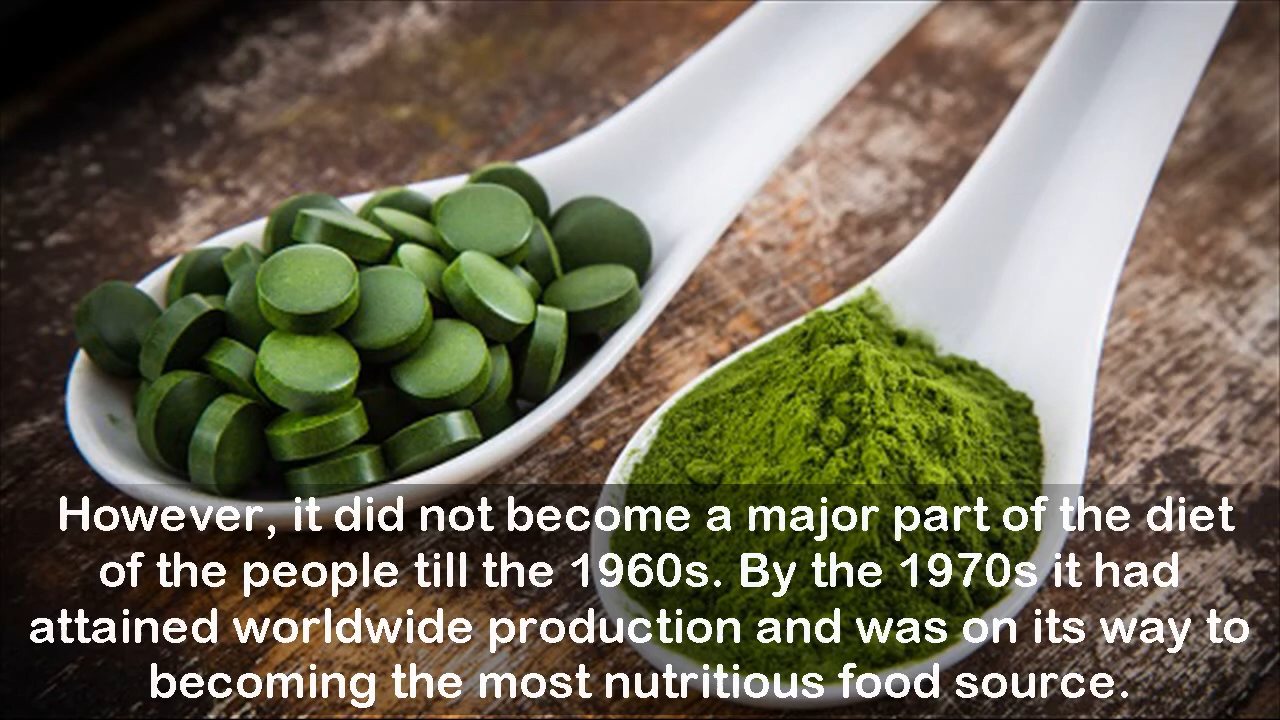 However, it did not become a major part of the diet
of the people till the 1960s. By the 1970s it had
attained worldwide production and was on its way to
becoming the most nutritious food source.